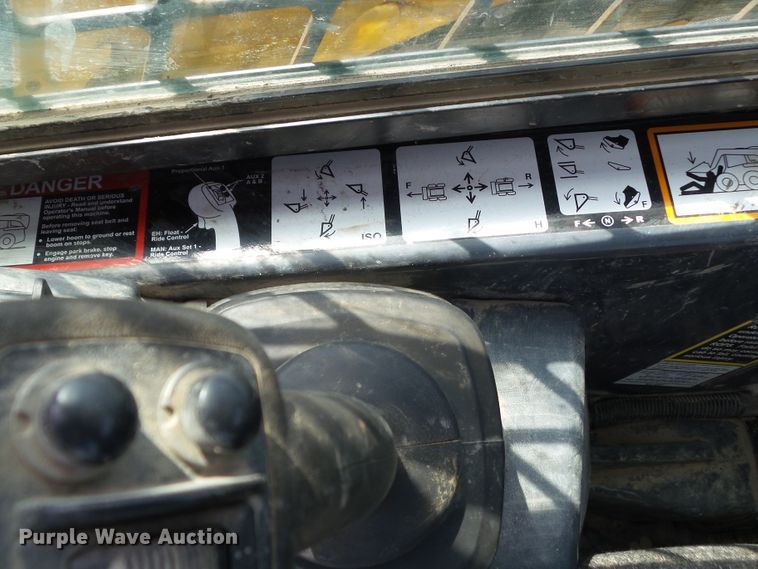 DANGER
AVOID DEATH OR SERIOUS
INJURY - Read and understand
Operator's Manual before
operating this machine.
Before removing seat belt and
leaving seat:
• Lower boom to ground or rest
boom on stops.
• Engage park brake, stop
engine and remove key.
Proportional Aux 1
AUX 2
A & B
EH: Float -
Ride Control
MAN: Aux Set 1 -
Ride Control
ISO
F
R
H
F
F N R
Purple Wave Auction